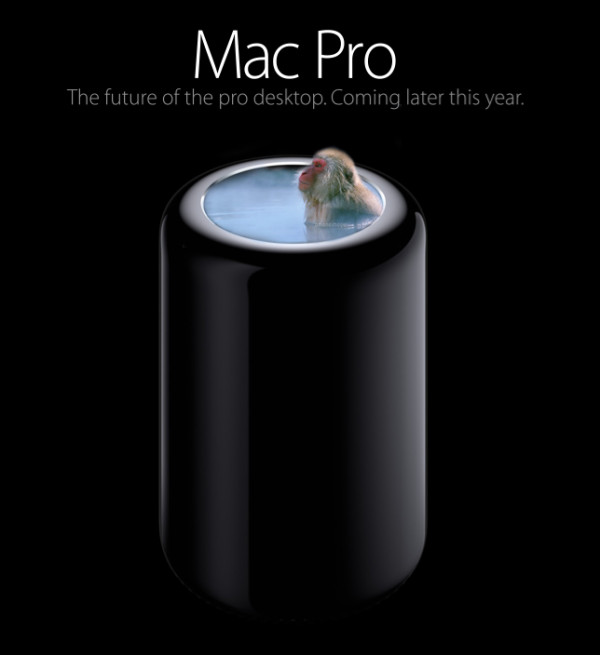 Mac Pro
The future of the pro desktop. Coming later this year.